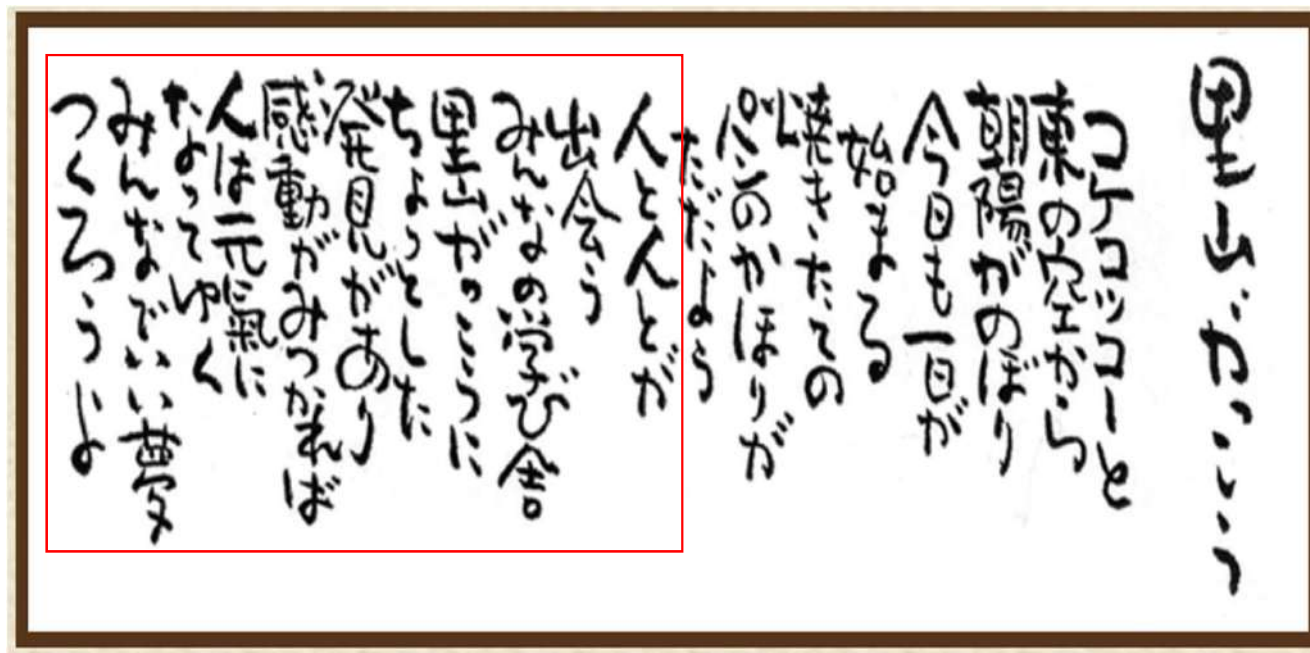 里山がっこう
コケコッコーと
東の空から
朝陽がのぼり
今日も一日が
始まる
焼きたての
パンのかほりが
ただよう
人と人とが
出会う
みんなの学び舎
里山がっこうに
ちょっとした
発見があり
感動がみつかれば
人は元氣に
なってゆく
みんなでいい夢
つくろうよ